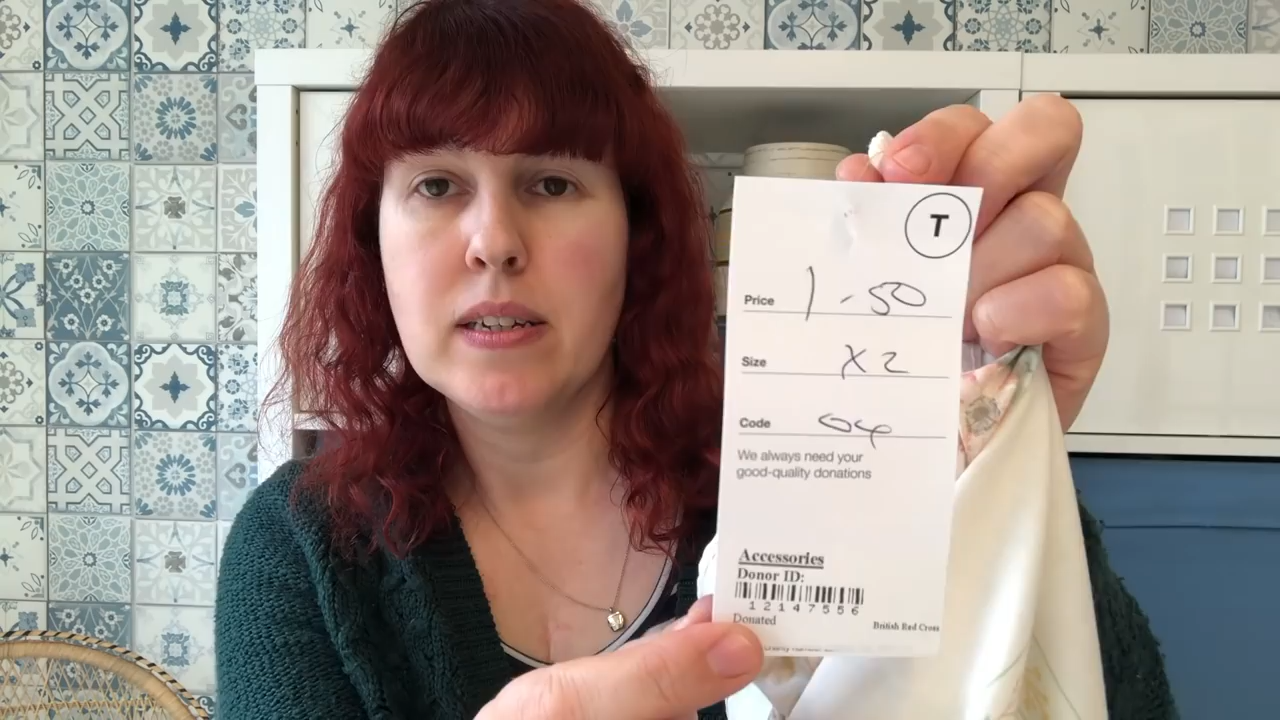 T
Price 1.50
Size X2
Code 04
We always need your
good-quality donations
Accessories
Donor ID:
12147556
Donated
British Red Cross